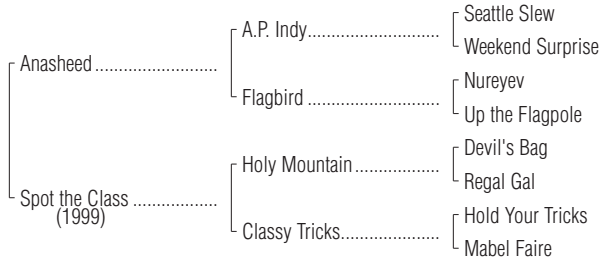 Seattle Slew
A.P. Indy..............................
Weekend Surprise
Anasheed ...........................
Nureyev
Flagbird ..............................
Up the Flagpole
Devil's Bag
Holy Mountain...................
Regal Gal
Spot the Class ...................
(1999)
Hold Your Tricks
Classy Tricks......................
Mabel Faire